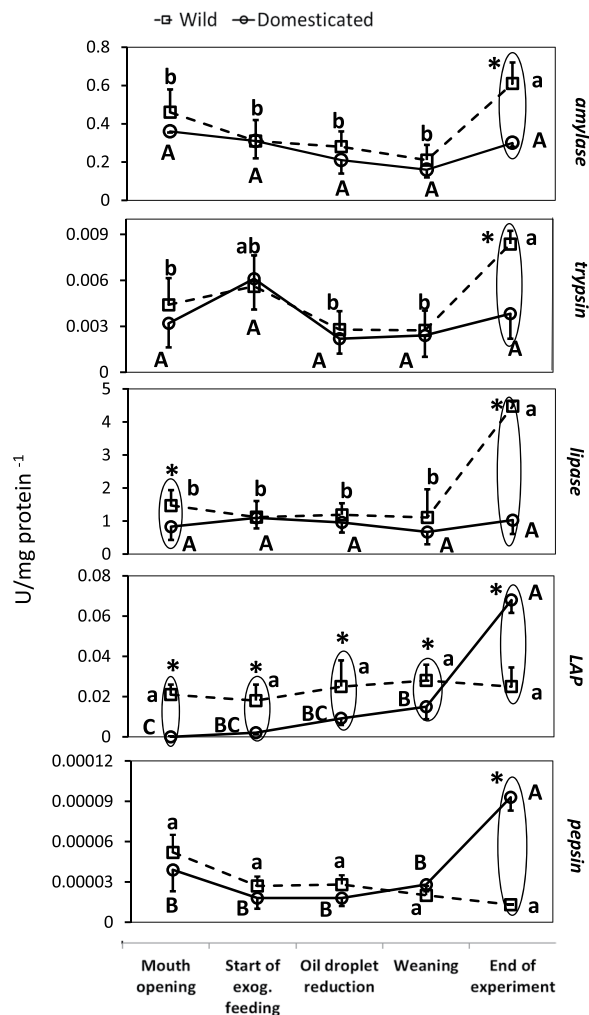 Wild Domesticated
0.8
0.6
0.4
0.2
0
b b b b * a
A A A A A
amylase
0.009
0.006
0.003
0
b ab b b * a
A A A A A
trypsin
5
4
3
2
1
0
* b b b b * a
A A A A A
lipase
U/mg protein -1
0.08
0.06
0.04
0.02
0
* * * * * A
a a a a a
C BC BC B
LAP
0.00012
0.00009
0.00006
0.00003
0
a a a B * A
B B B a a
pepsin
Mouth opening
Start of exog. feeding
Oil droplet reduction
Weaning
End of experiment